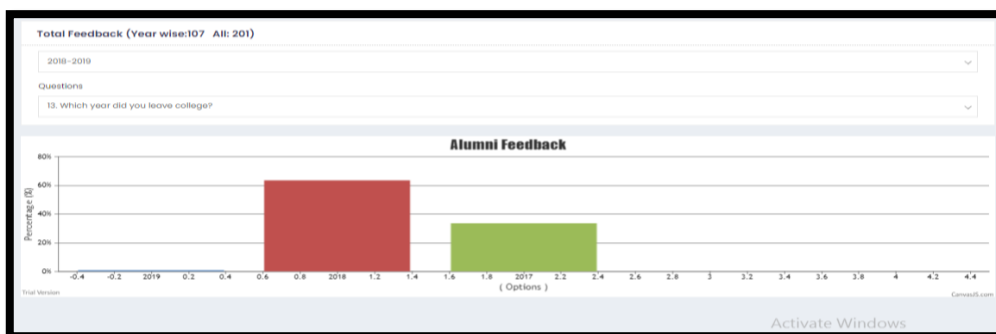 Total Feedback (Year wise:107 All: 201)
2018-2019
Questions
13. Which year did you leave college?
Alumni Feedback
80%
60%
40%
20%
0%
Percentage (%)
-0.4 -0.2 2019 0.2 0.4 0.6 0.8 2018 1.2 1.4 1.6 1.8 2017 2.2 2.4 2.6 2.8 3 3.2 3.4 3.6 3.8 4 4.2 4.4
( Options )
Trial Version
CanvasJS.com
Activate Windows